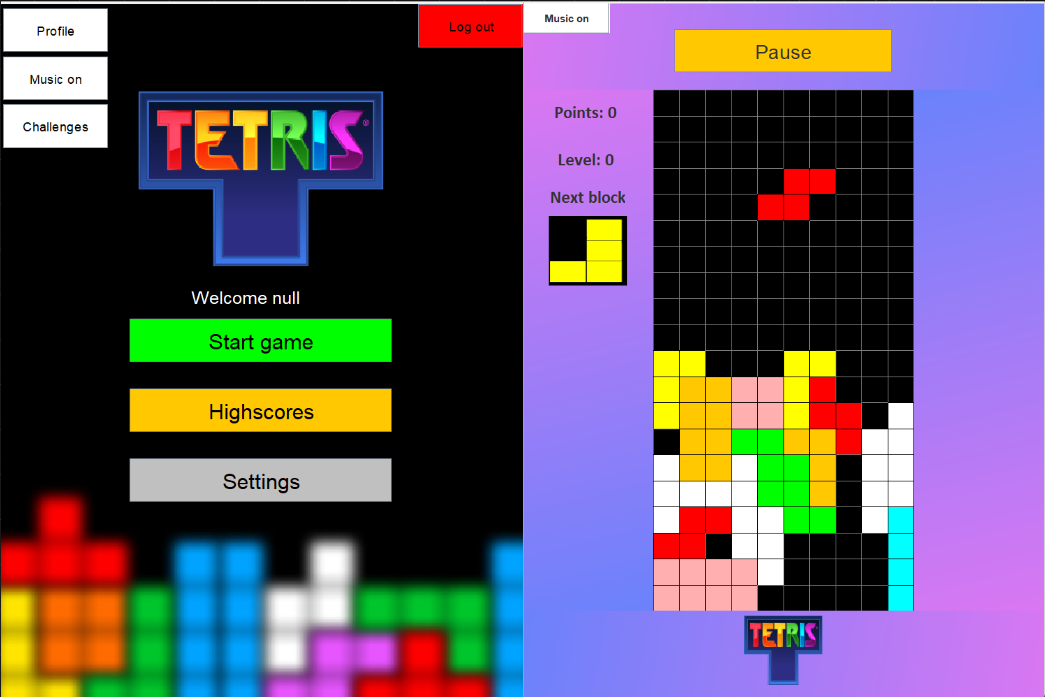 Profile
Log out
Music on
Challenges
TETRIS®
Welcome null
Start game
Highscores
Settings
Music on
Pause
Points: 0
Level: 0
Next block
TETRIS